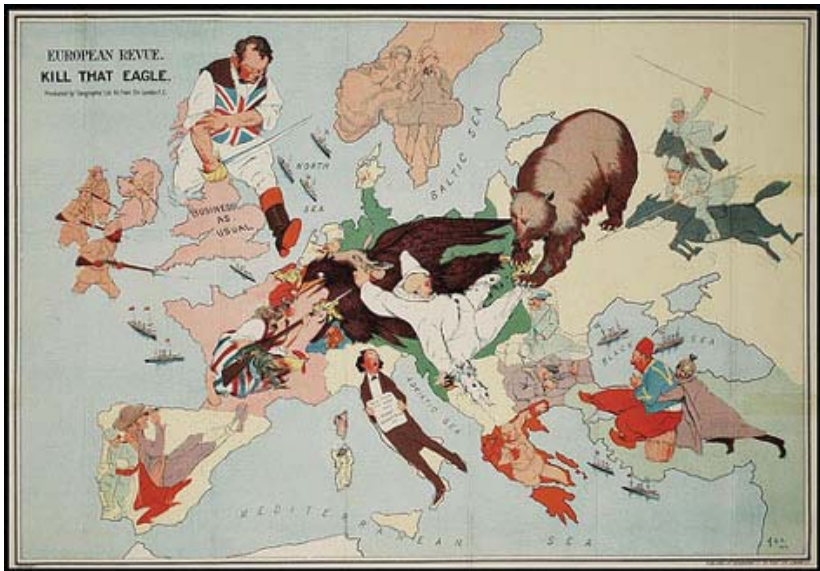 EUROPEAN REVUE.
KILL THAT EAGLE.
NORTH
SEA
BALTIC SEA
BUSINESS
AS
USUAL
BLACK SEA
ADRIATIC SEA
MEDITERRANEAN SEA